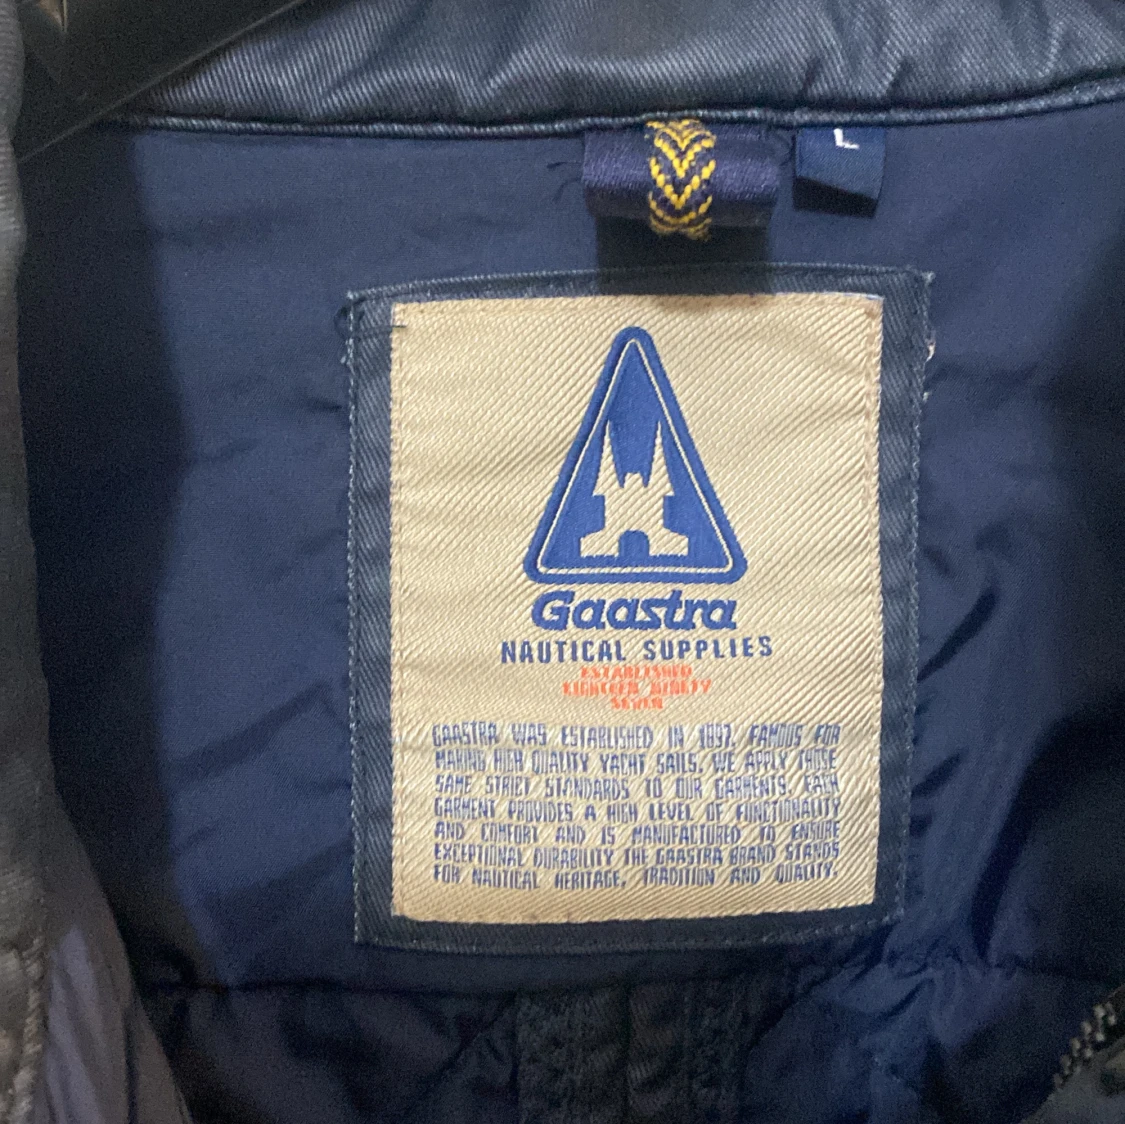 L
Gaastra
NAUTICAL SUPPLIES
ESTABLISHED
EIGHTEEN NINETY
SEVEN
GAASTRA WAS ESTABLISHED IN 1897, FAMOUS FOR
MAKING HIGH QUALITY YACHT SAILS. WE APPLY THOSE
SAME STRICT STANDARDS TO OUR GARMENTS. EACH
GARMENT PROVIDES A HIGH LEVEL OF FUNCTIONALITY
AND COMFORT AND IS MANUFACTURED TO ENSURE
EXCEPTIONAL DURABILITY THE GAASTRA BRAND STANDS
FOR NAUTICAL HERITAGE, TRADITION AND QUALITY.